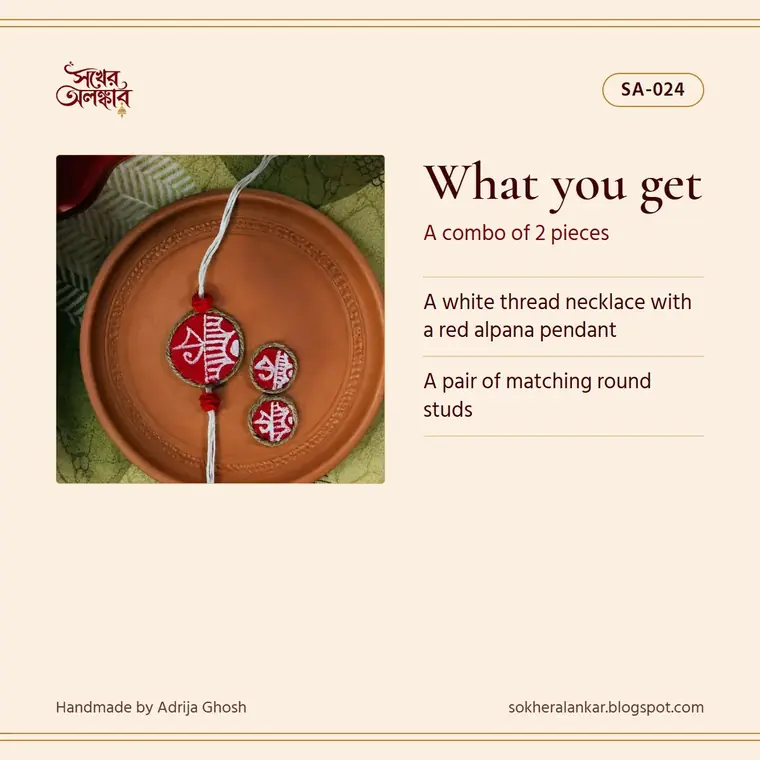 সখের
অলঙ্কার
SA-024
What you get
A combo of 2 pieces
A white thread necklace with
a red alpana pendant
A pair of matching round
studs
Handmade by Adrija Ghosh
sokheralankar.blogspot.com